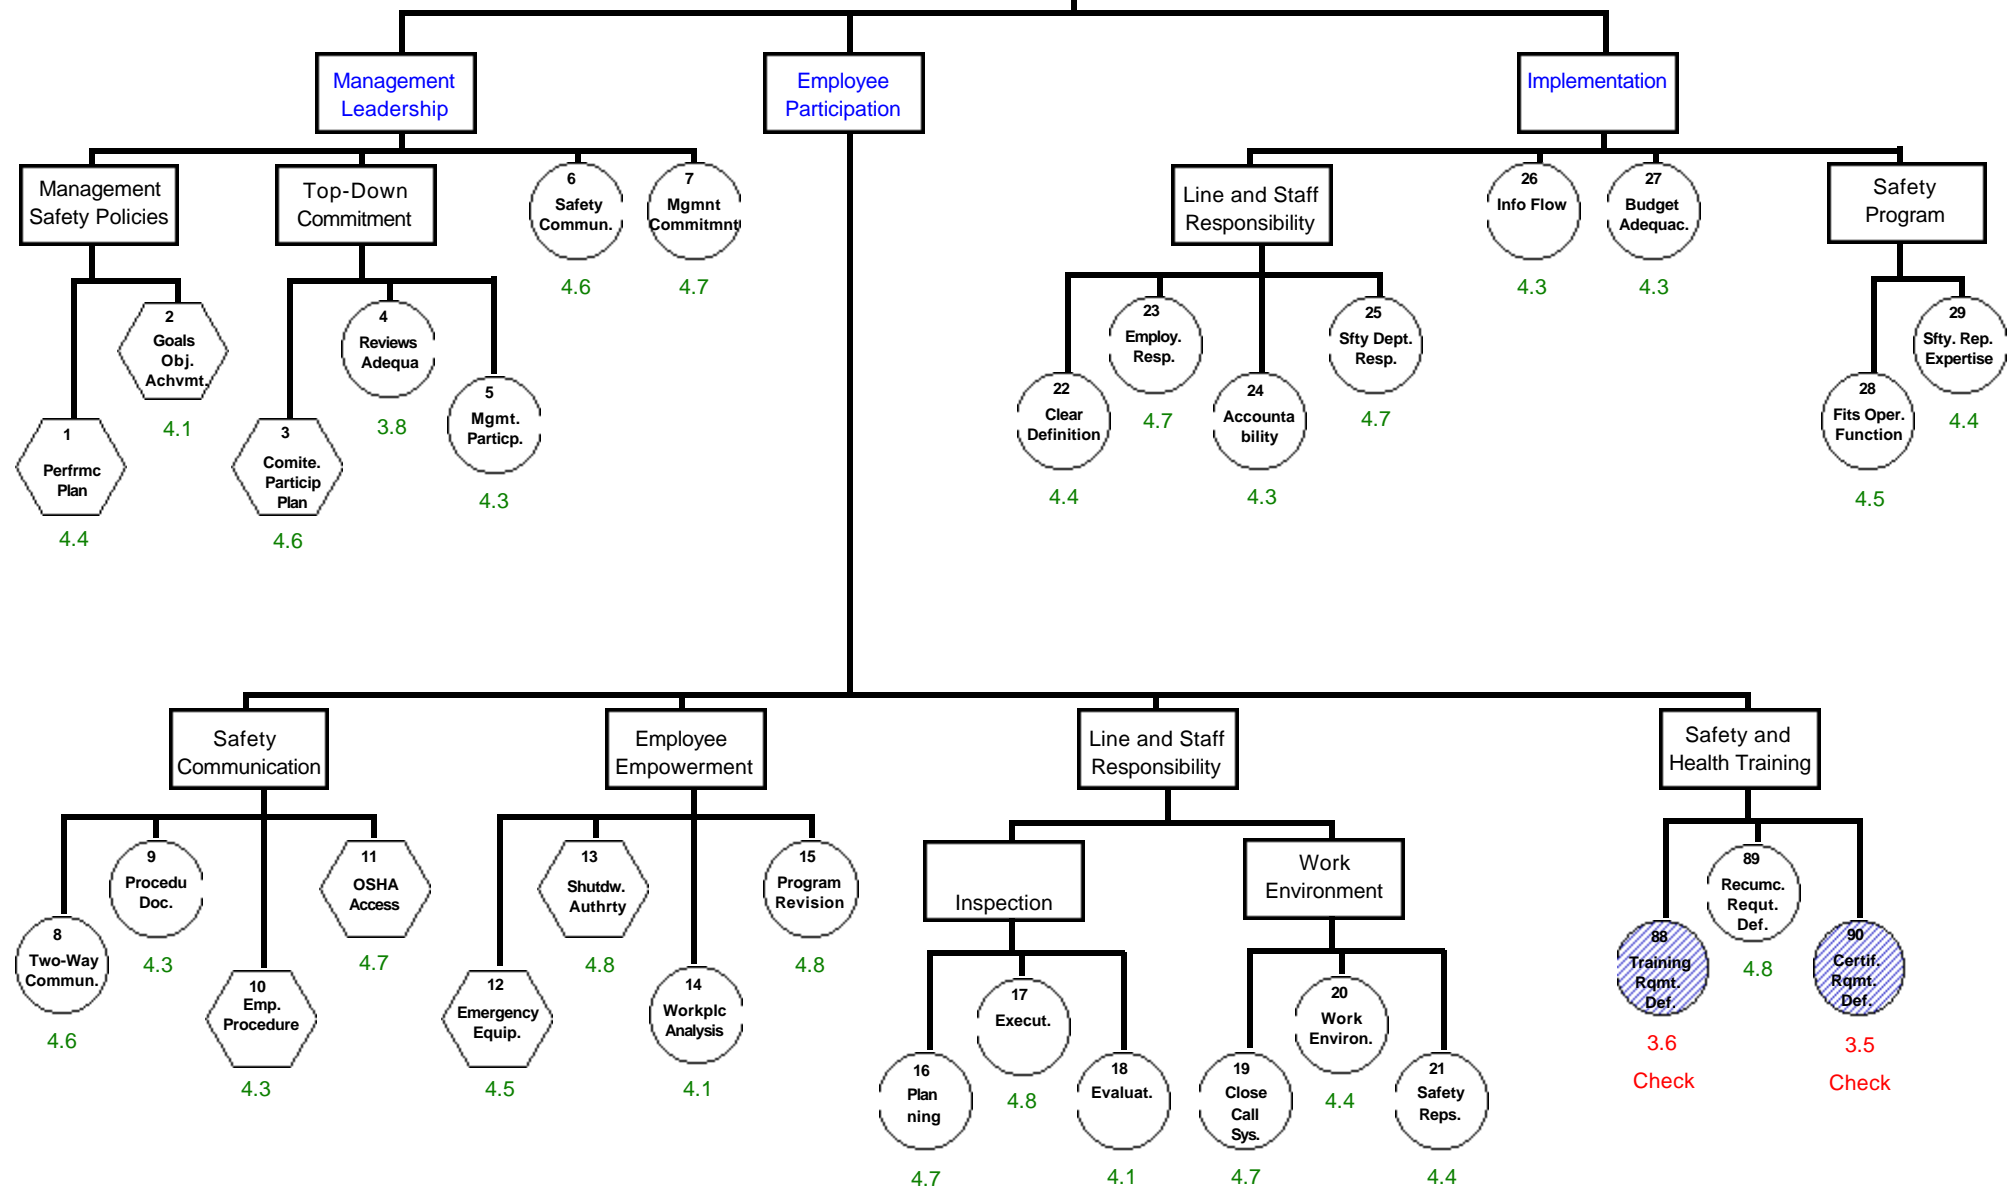 Management
Leadership
Employee
Participation
Implementation
Management
Safety Policies
Top-Down
Commitment
6
Safety
Commun.
4.6
7
Mgmnt
Commitmnt
4.7
Line and Staff
Responsibility
26
Info Flow
4.3
27
Budget
Adequac.
4.3
Safety
Program
1
Perfrmc
Plan
4.4
2
Goals
Obj.
Achvmt.
4.1
3
Comite.
Particip
Plan
4.6
4
Reviews
Adequa
3.8
5
Mgmt.
Particp.
4.3
22
Clear
Definition
4.4
23
Employ.
Resp.
4.7
24
Accounta
bility
4.3
25
Sfty Dept.
Resp.
4.7
28
Fits Oper.
Function
4.5
29
Sfty. Rep.
Expertise
4.4
Safety
Communication
Employee
Empowerment
Line and Staff
Responsibility
Safety and
Health Training
8
Two-Way
Commun.
4.6
9
Procedu
Doc.
4.3
10
Emp.
Procedure
4.3
11
OSHA
Access
4.7
12
Emergency
Equip.
4.5
13
Shutdw.
Authrty
4.8
14
Workplc
Analysis
4.1
15
Program
Revision
4.8
Inspection
Work
Environment
16
Plan
ning
4.7
17
Execut.
4.8
18
Evaluat.
4.1
19
Close
Call
Sys.
4.7
20
Work
Environ.
4.4
21
Safety
Reps.
4.4
88
Training
Rqmt.
Def.
3.6
Check
89
Recumc.
Requt.
Def.
4.8
90
Certif.
Rqmt.
Def.
3.5
Check